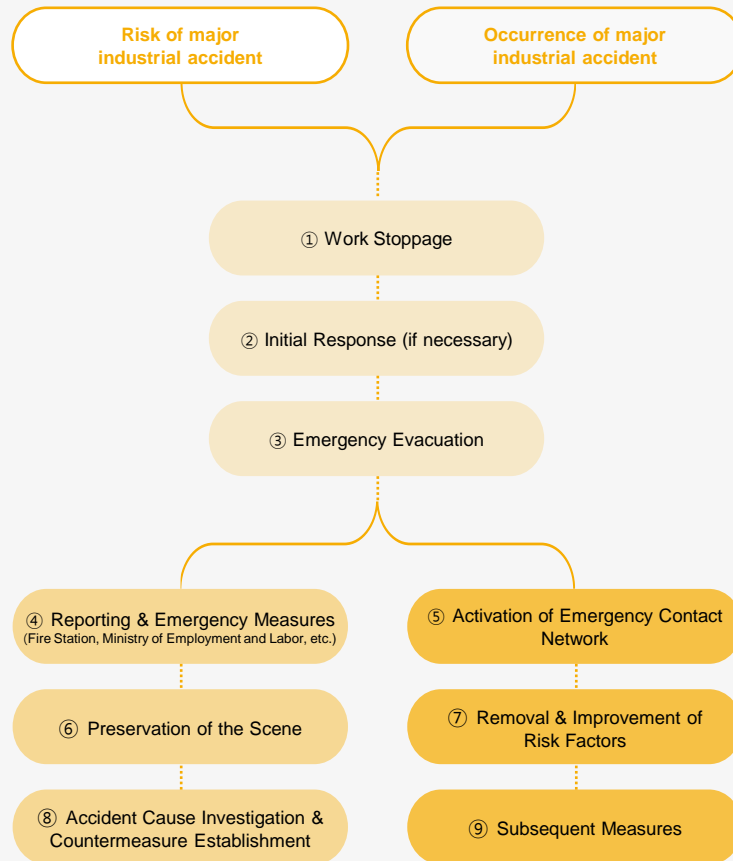 Risk of major
industrial accident
Occurrence of major
industrial accident
① Work Stoppage
② Initial Response (if necessary)
③ Emergency Evacuation
④ Reporting & Emergency Measures
(Fire Station, Ministry of Employment and Labor, etc.)
⑤ Activation of Emergency Contact
Network
⑥ Preservation of the Scene
⑦ Removal & Improvement of
Risk Factors
⑧ Accident Cause Investigation &
Countermeasure Establishment
⑨ Subsequent Measures